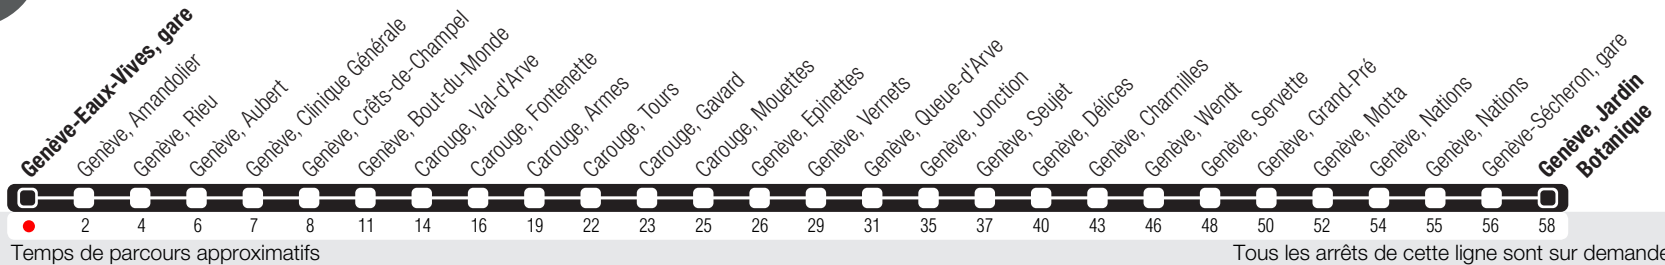 Genève-Eaux-Vives, gare
Genève, Amandolier
Genève, Rieu
Genève, Aubert
Genève, Clinique Générale
Genève, Crêts-de-Champel
Genève, Bout-du-Monde
Carouge, Val-d'Arve
Carouge, Fontenette
Carouge, Armes
Carouge, Tours
Carouge, Gavard
Carouge, Mouettes
Genève, Epinettes
Genève, Vernets
Genève, Queue-d'Arve
Genève, Jonction
Genève, Seujet
Genève, Délices
Genève, Charmilles
Genève, Wendt
Genève, Servette
Genève, Grand-Pré
Genève, Motta
Genève, Nations
Genève, Nations
Genève-Sécheron, gare
Genève, Jardin
Botanique
2 4 6 7 8 11 14 16 19 22 23 25 26 29 31 35 37 40 43 46 48 50 52 54 55 56 58
Temps de parcours approximatifs
Tous les arrêts de cette ligne sont sur demande